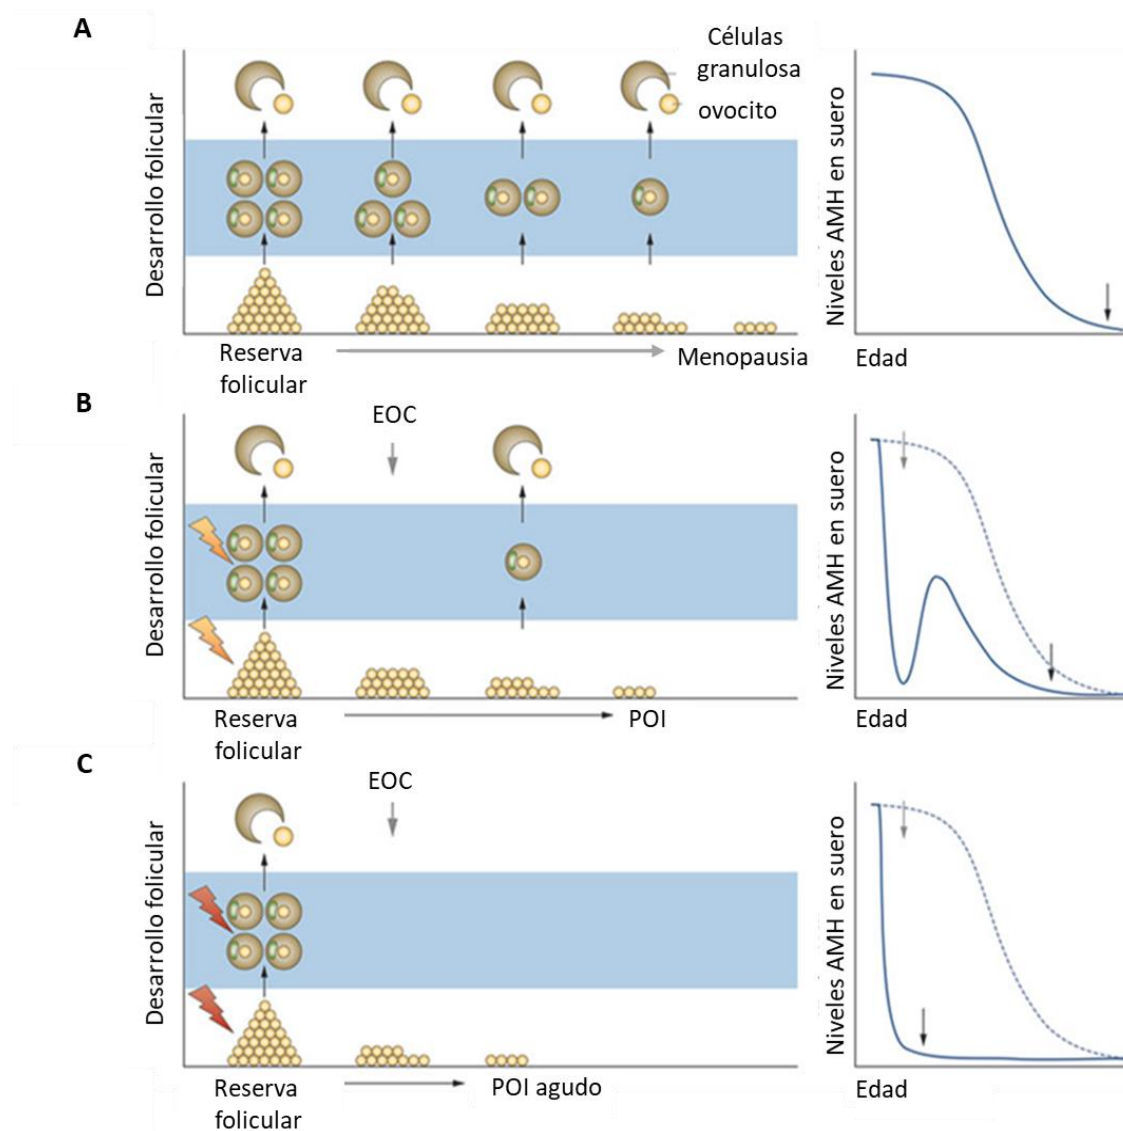 A
Células
granulosa
ovocito
Desarrollo folicular
Reserva
folicular
Menopausia
Niveles AMH en suero
Edad
B
EOC
Desarrollo folicular
Reserva
folicular
POI
Niveles AMH en suero
Edad
C
EOC
Desarrollo folicular
Reserva
folicular
POI agudo
Niveles AMH en suero
Edad